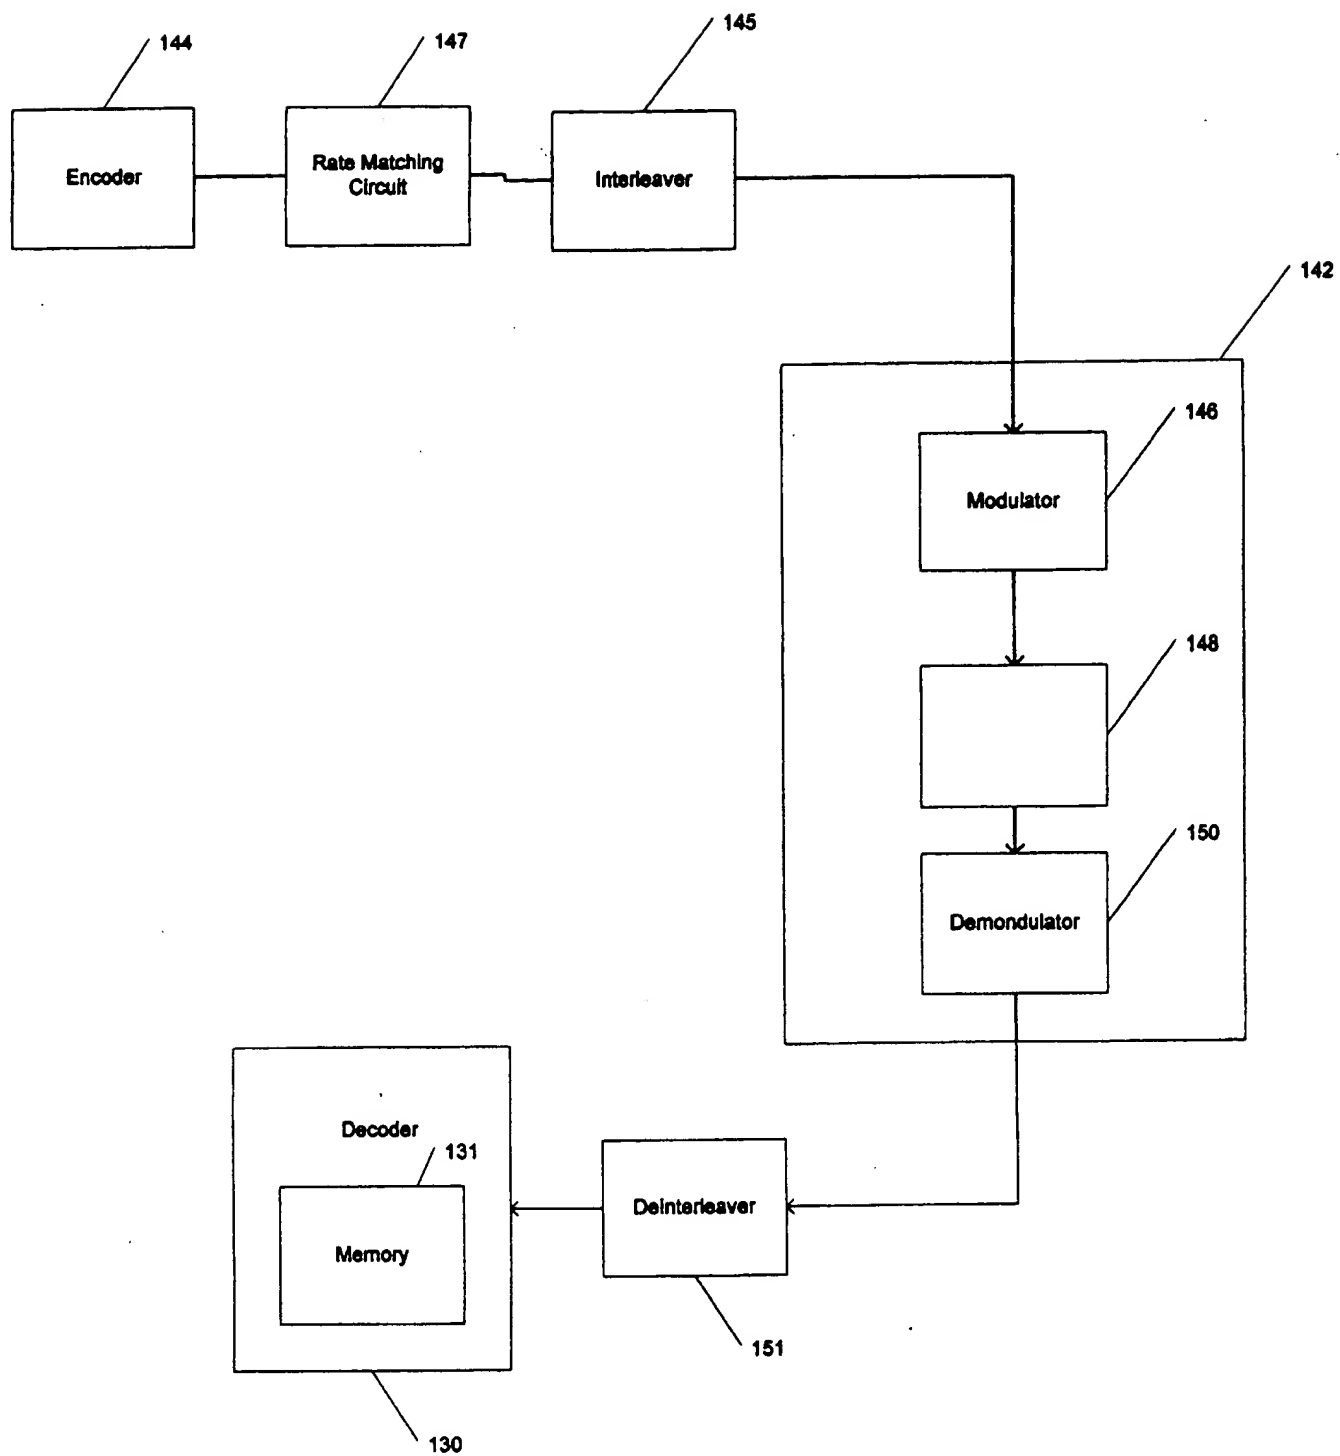 144
147
145
Encoder
Rate Matching
Circuit
Interleaver
142
146
Modulator
148
150
Demondulator
Decoder
131
Memory
Deinterleaver
151
130